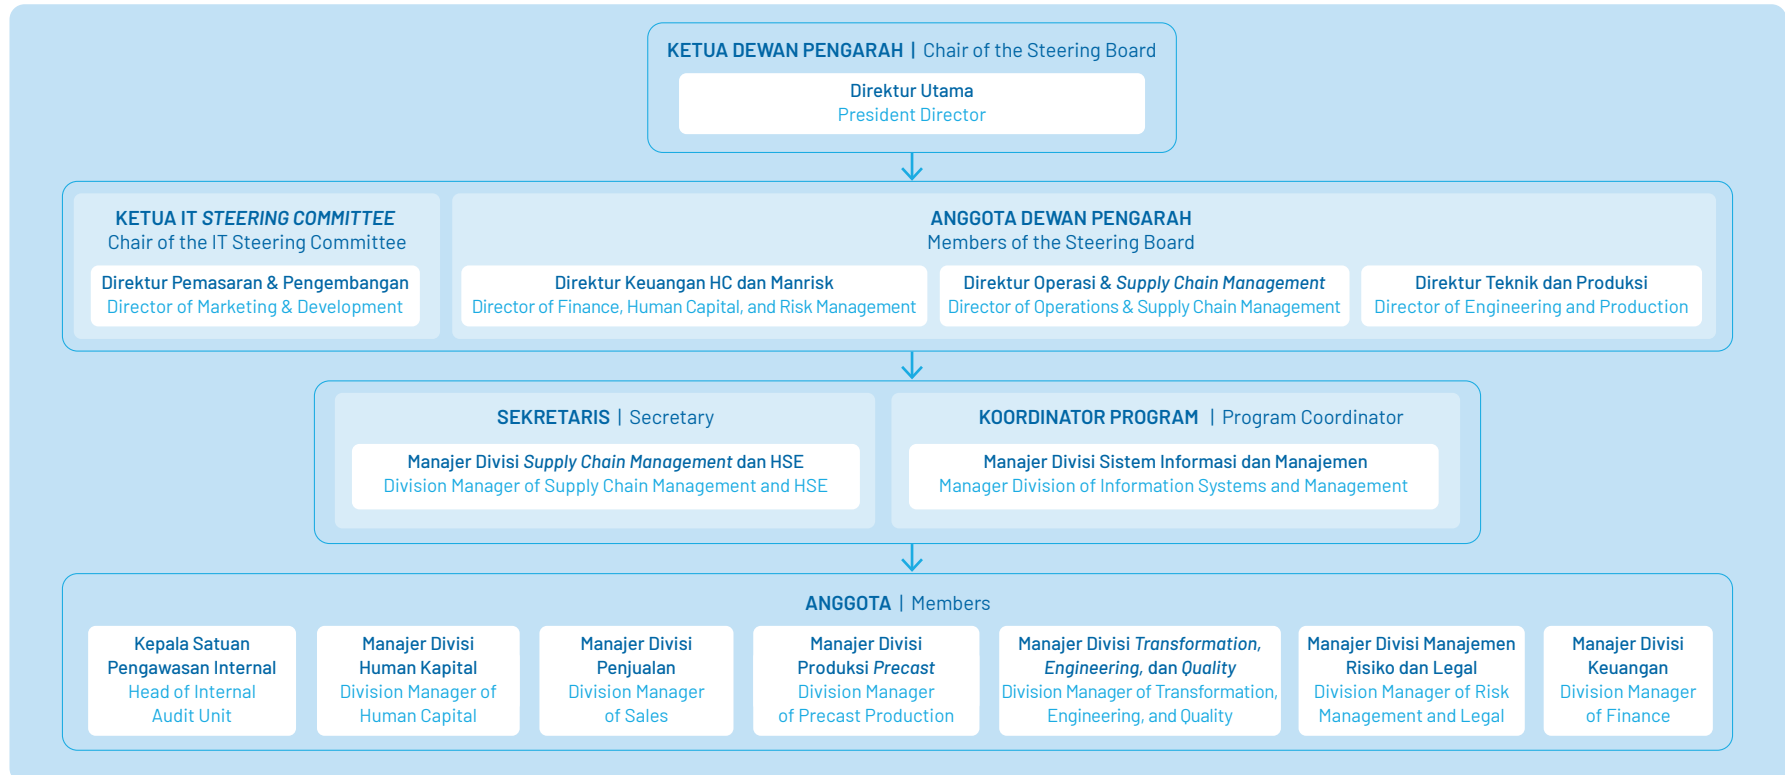 KETUA DEWAN PENGARAH | Chair of the Steering Board
Direktur Utama
President Director
KETUA IT STEERING COMMITTEE
Chair of the IT Steering Committee
Direktur Pemasaran & Pengembangan
Director of Marketing & Development
ANGGOTA DEWAN PENGARAH
Members of the Steering Board
Direktur Keuangan HC dan Manrisk
Director of Finance, Human Capital, and Risk Management
Direktur Operasi & Supply Chain Management
Director of Operations & Supply Chain Management
Direktur Teknik dan Produksi
Director of Engineering and Production
SEKRETARIS | Secretary
Manajer Divisi Supply Chain Management dan HSE
Division Manager of Supply Chain Management and HSE
KOORDINATOR PROGRAM | Program Coordinator
Manajer Divisi Sistem Informasi dan Manajemen
Manager Division of Information Systems and Management
ANGGOTA | Members
Kepala Satuan
Pengawasan Internal
Head of Internal
Audit Unit
Manajer Divisi
Human Kapital
Division Manager of
Human Capital
Manajer Divisi
Penjualan
Division Manager
of Sales
Manajer Divisi
Produksi Precast
Division Manager
of Precast Production
Manajer Divisi Transformation,
Engineering, dan Quality
Division Manager of Transformation,
Engineering, and Quality
Manajer Divisi Manajemen
Risiko dan Legal
Division Manager of Risk
Management and Legal
Manajer Divisi
Keuangan
Division Manager
of Finance